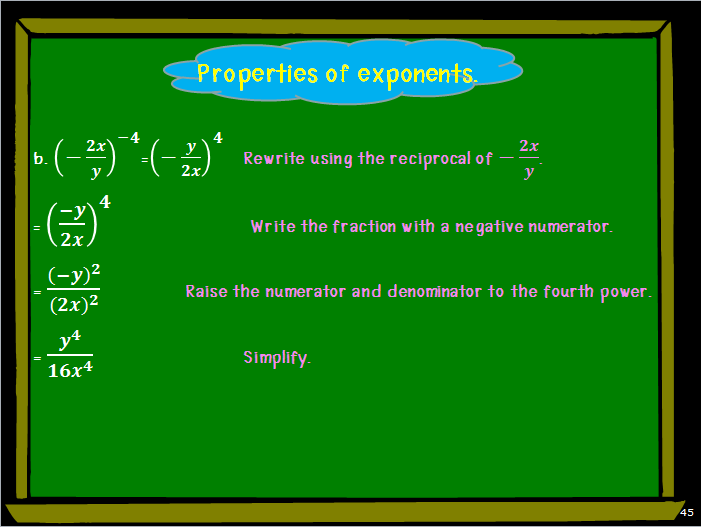 Properties of exponents.
b. (− 2x/y)^−4 = (− y/2x)^4 Rewrite using the reciprocal of − 2x/y.
= (−y/2x)^4 Write the fraction with a negative numerator.
= (−y)^2/(2x)^2 Raise the numerator and denominator to the fourth power.
= y^4/16x^4 Simplify.
45